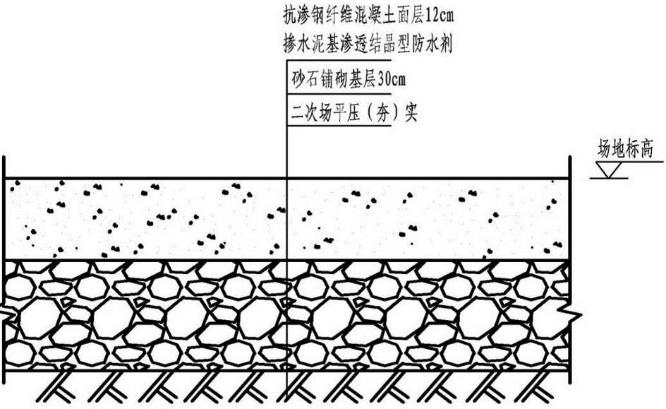 抗渗钢纤维混凝土面层12cm
掺水泥基渗透结晶型防水剂
砂石铺砌基层30cm
二次场平压（夯）实
场地标高